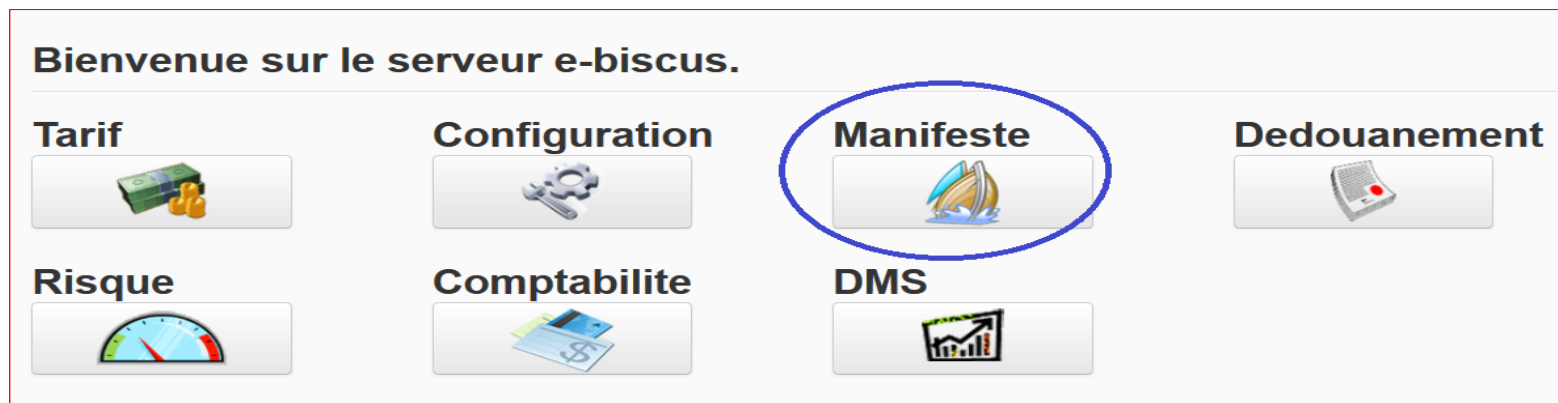 Bienvenue sur le serveur e-biscus.
Tarif Configuration Manifeste Dedouanement
Risque Comptabilite DMS